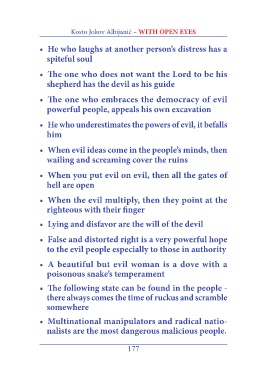 Kosto Jokov Albijanić – WITH OPEN EYES
• He who laughs at another person's distress has a
spiteful soul
• The one who does not want the Lord to be his
shepherd has the devil as his guide
• The one who embraces the democracy of evil
powerful people, appeals his own excavation
• He who underestimates the powers of evil, it befalls
him
• When evil ideas come in the people's minds, then
wailing and screaming cover the ruins
• When you put evil on evil, then all the gates of
hell are open
• When the evil multiply, then they point at the
righteous with their finger
• Lying and disfavor are the will of the devil
• False and distorted right is a very powerful hope
to the evil people especially to those in authority
• A beautiful but evil woman is a dove with a
poisonous snake's temperament
• The following state can be found in the people -
there always comes the time of ruckus and scramble
somewhere
• Multinational manipulators and radical natio-
nalists are the most dangerous malicious people.
177